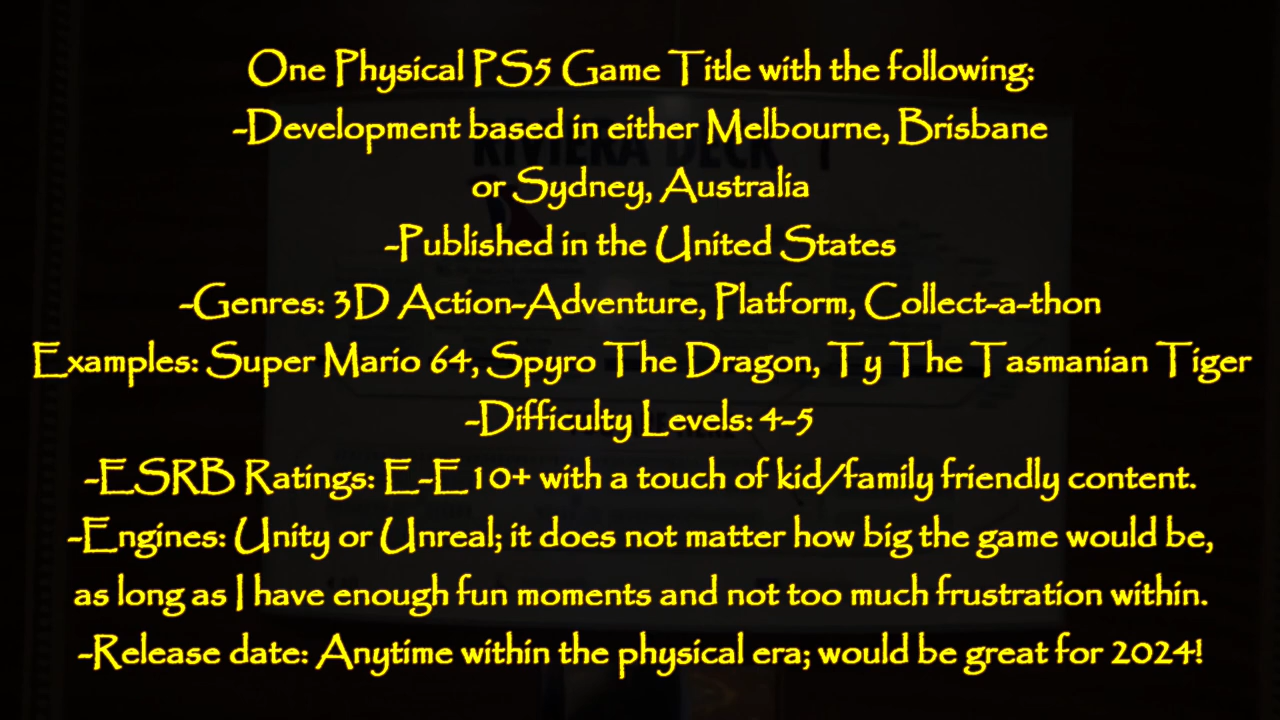 One Physical PS5 Game Title with the following:
-Development based in either Melbourne, Brisbane
or Sydney, Australia
-Published in the United States
-Genres: 3D Action-Adventure, Platform, Collect-a-thon
Examples: Super Mario 64, Spyro The Dragon, Ty The Tasmanian Tiger
-Difficulty Levels: 4-5
-ESRB Ratings: E-E10+ with a touch of kid/family friendly content.
-Engines: Unity or Unreal; it does not matter how big the game would be,
as long as I have enough fun moments and not too much frustration within.
-Release date: Anytime within the physical era; would be great for 2024!
RIVIERA DECK